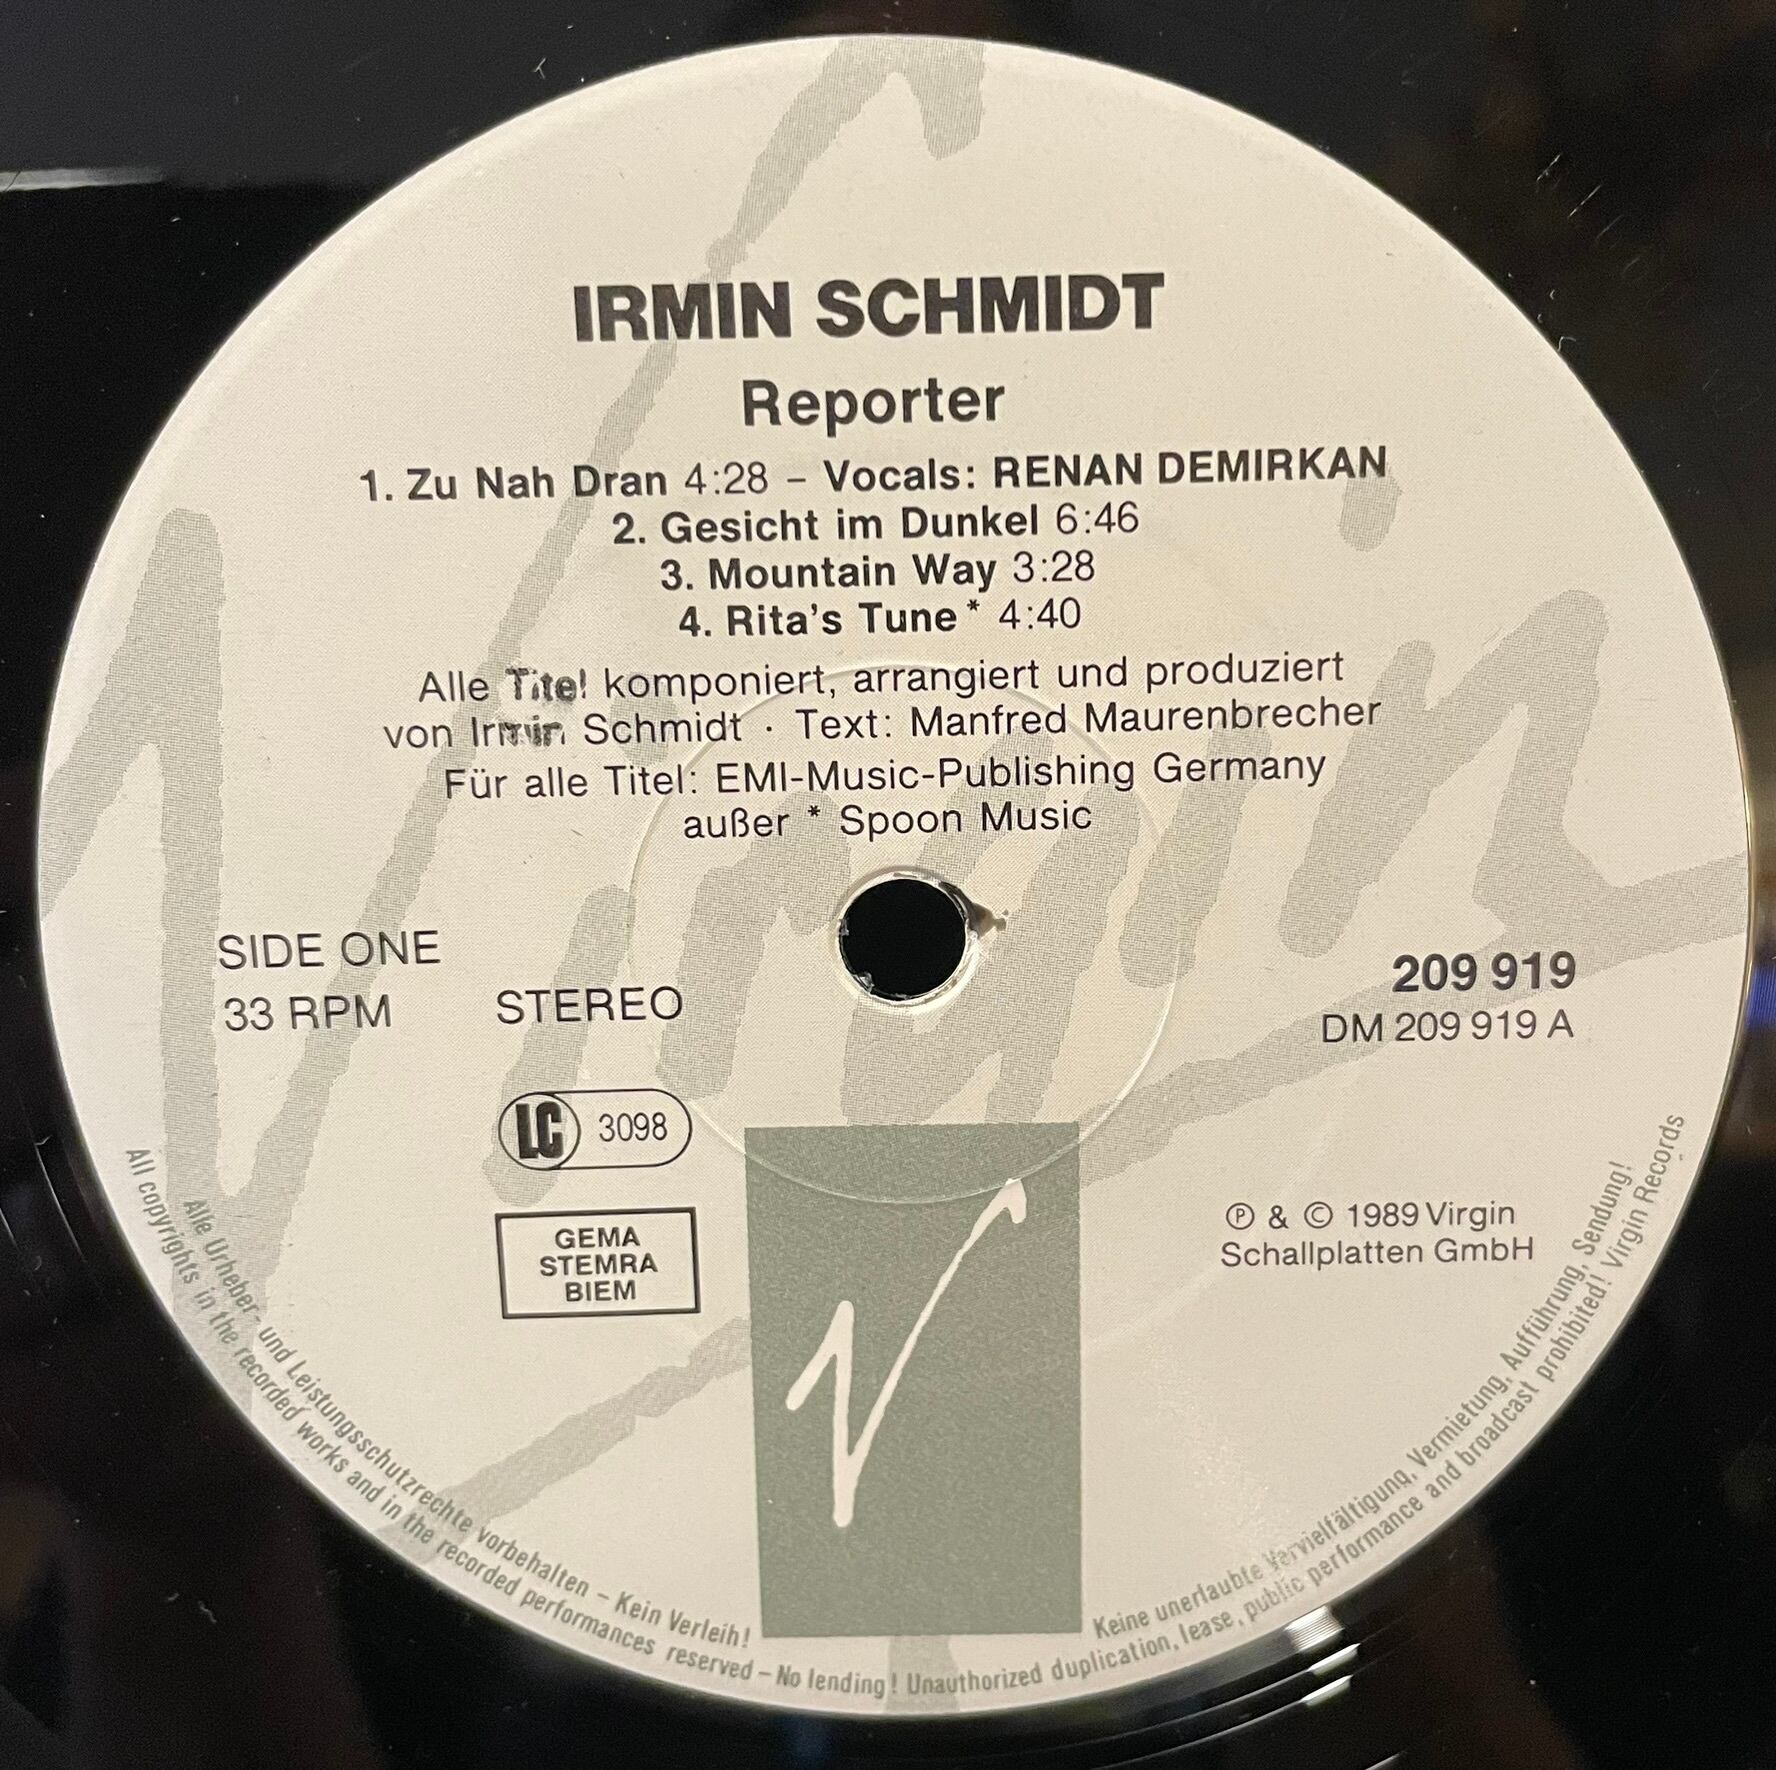 IRMIN SCHMIDT
Reporter
1. Zu Nah Dran 4:28 – Vocals: RENAN DEMIRKAN
2. Gesicht im Dunkel 6:46
3. Mountain Way 3:28
4. Rita's Tune * 4:40
Alle Titel komponiert, arrangiert und produziert
von Irmin Schmidt · Text: Manfred Maurenbrecher
Für alle Titel: EMI-Music-Publishing Germany
außer * Spoon Music
SIDE ONE
33 RPM
STEREO
209 919
DM 209 919 A
LC 3098
GEMA
STEMRA
BIEM
℗ & © 1989 Virgin
Schallplatten GmbH
Alle Urheber- und Leistungsschutzrechte vorbehalten – Kein Verleih! Keine unerlaubte Vervielfältigung, Vermietung, Aufführung, Sendung!
All copyrights in the recorded works and in the recorded performances reserved – No lending! Unauthorized duplication, lease, public performance and broadcast prohibited! Virgin Records
Virgin
V